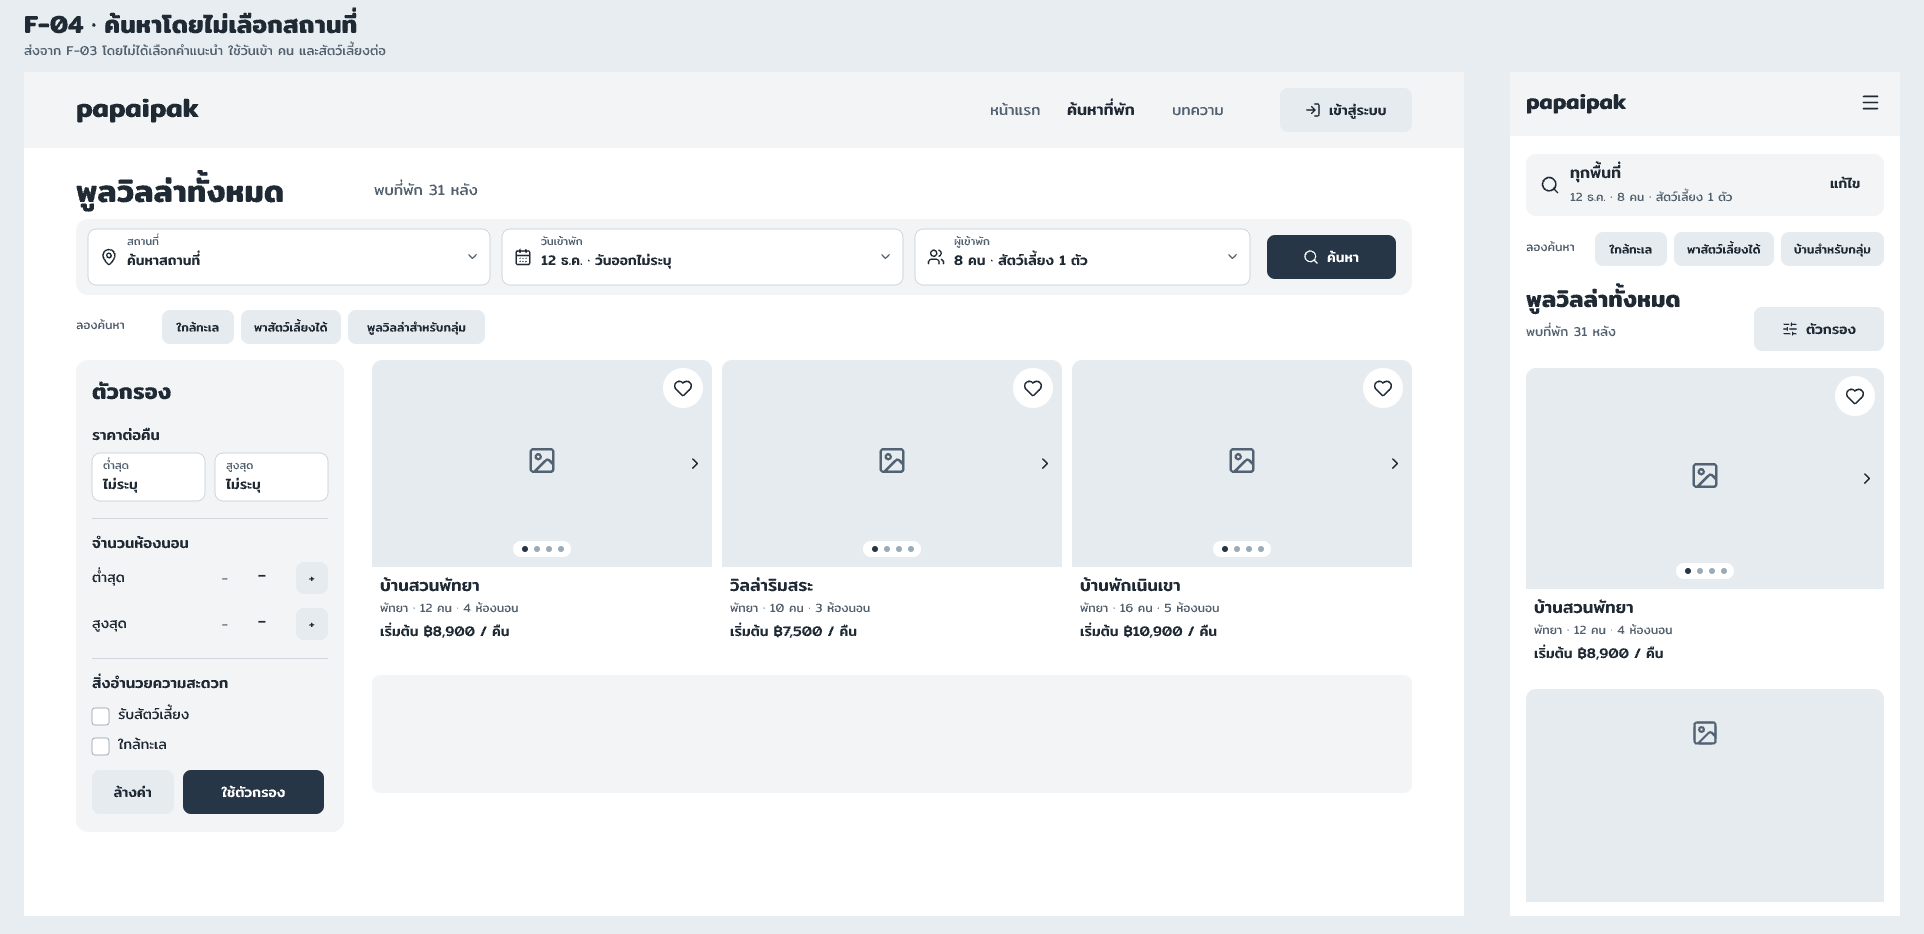 F-04 · ค้นหาโดยไม่เลือกสถานที่
ส่งจาก F-03 โดยไม่ได้เลือกคำแนะนำ ใช้วันเข้า คน และสัตว์เลี้ยงต่อ
papaipak
หน้าแรก
ค้นหาที่พัก
บทความ
เข้าสู่ระบบ
พูลวิลล่าทั้งหมด
พบที่พัก 31 หลัง
สถานที่
ค้นหาสถานที่
วันเข้าพัก
12 ธ.ค. · วันออกไม่ระบุ
ผู้เข้าพัก
8 คน · สัตว์เลี้ยง 1 ตัว
ค้นหา
ลองค้นหา
ใกล้ทะเล
พาสัตว์เลี้ยงได้
พูลวิลล่าสำหรับกลุ่ม
ตัวกรอง
ราคาต่อคืน
ต่ำสุด
ไม่ระบุ
สูงสุด
ไม่ระบุ
จำนวนห้องนอน
ต่ำสุด
- – +
สูงสุด
- – +
สิ่งอำนวยความสะดวก
รับสัตว์เลี้ยง
ใกล้ทะเล
ล้างค่า
ใช้ตัวกรอง
บ้านสวนพัทยา
พัทยา · 12 คน · 4 ห้องนอน
เริ่มต้น ฿8,900 / คืน
วิลล่าริมสระ
พัทยา · 10 คน · 3 ห้องนอน
เริ่มต้น ฿7,500 / คืน
บ้านพักเนินเขา
พัทยา · 16 คน · 5 ห้องนอน
เริ่มต้น ฿10,900 / คืน
papaipak
ทุกพื้นที่
12 ธ.ค. · 8 คน · สัตว์เลี้ยง 1 ตัว
แก้ไข
ลองค้นหา
ใกล้ทะเล
พาสัตว์เลี้ยงได้
บ้านสำหรับกลุ่ม
พูลวิลล่าทั้งหมด
พบที่พัก 31 หลัง
ตัวกรอง
บ้านสวนพัทยา
พัทยา · 12 คน · 4 ห้องนอน
เริ่มต้น ฿8,900 / คืน